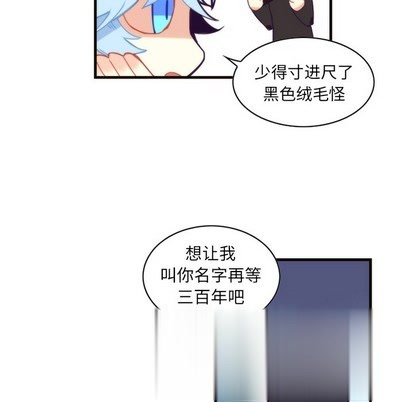 少得寸进尺了
黑色绒毛怪
想让我
叫你名字再等
三百年吧